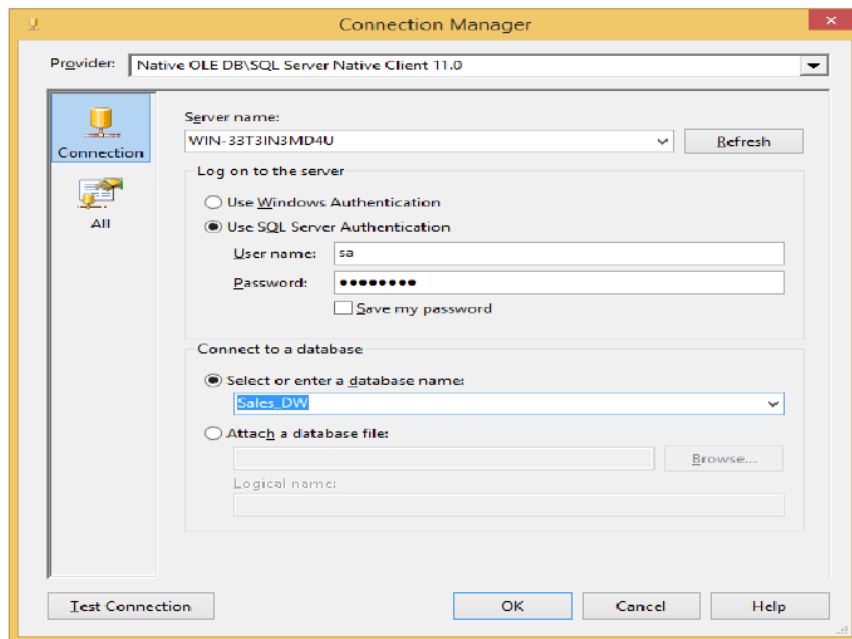 Connection Manager
Provider: Native OLE DB\SQL Server Native Client 11.0
Connection
All
Server name:
WIN-33T3IN3MD4U
Refresh
Log on to the server
Use Windows Authentication
Use SQL Server Authentication
User name: sa
Password: ●●●●●●●●
Save my password
Connect to a database
Select or enter a database name:
Sales_DW
Attach a database file:
Browse...
Logical name:
Test Connection OK Cancel Help